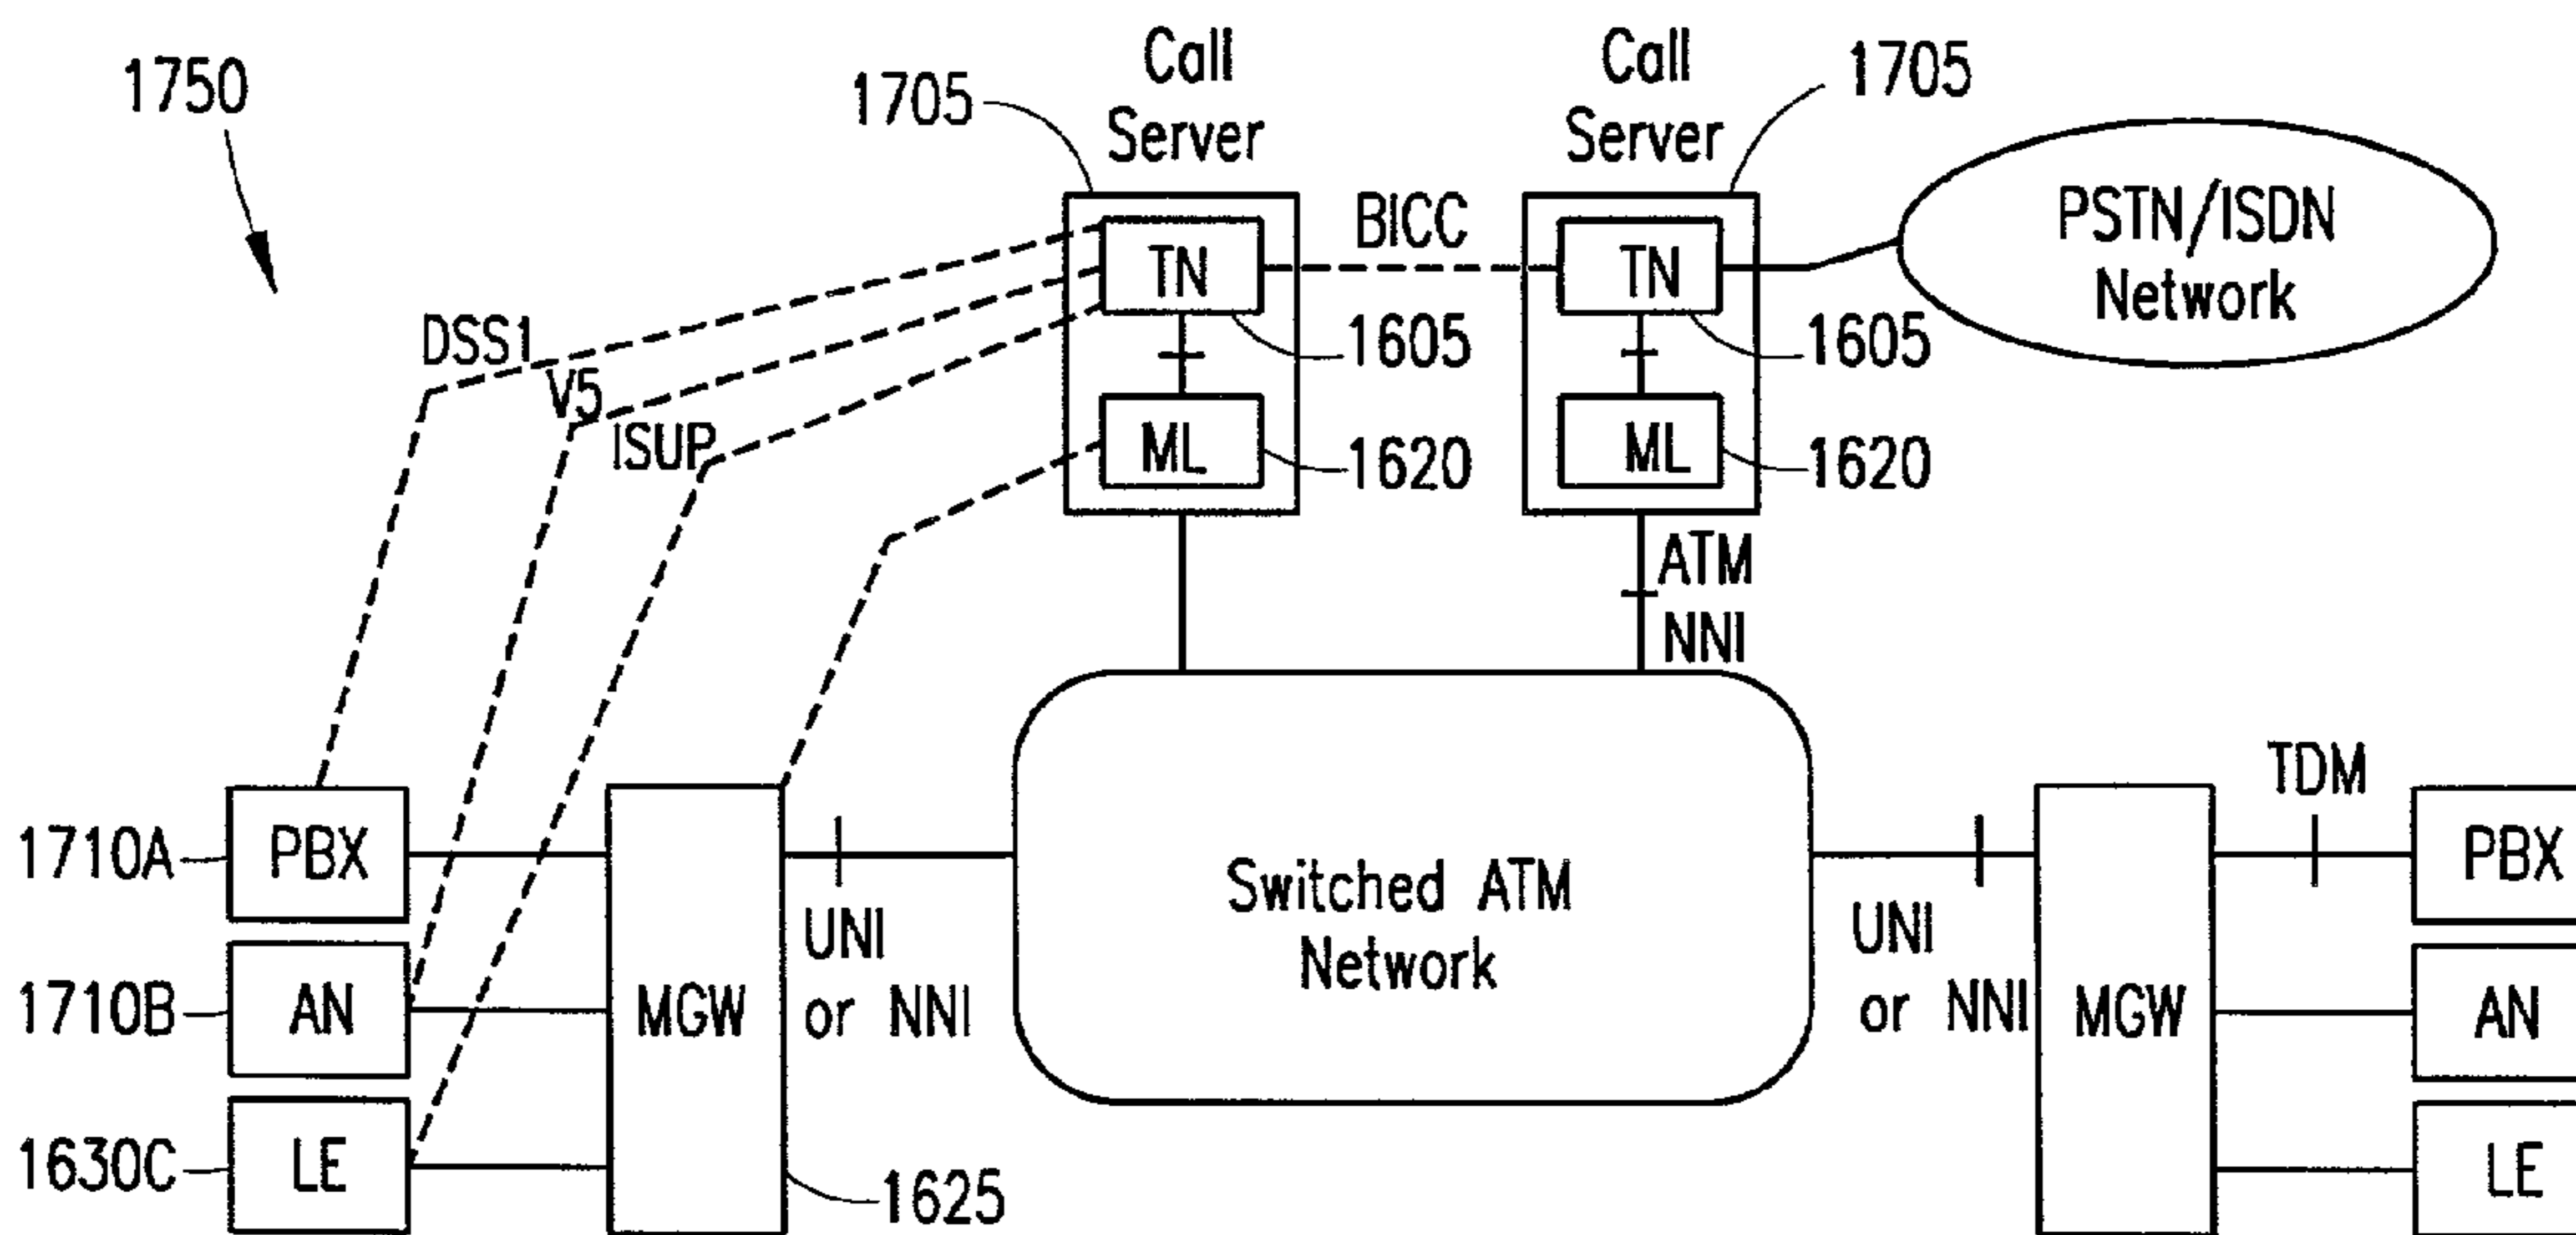 1750
1705
Call
Server
Call
Server
1705
TN
BICC
TN
PSTN/ISDN
Network
DSS1
V5
ISUP
1605
1605
ML
1620
ML
1620
ATM
NNI
1710A
PBX
1710B
AN
1630C
LE
MGW
1625
UNI
or NNI
Switched ATM
Network
UNI
or NNI
MGW
TDM
PBX
AN
LE